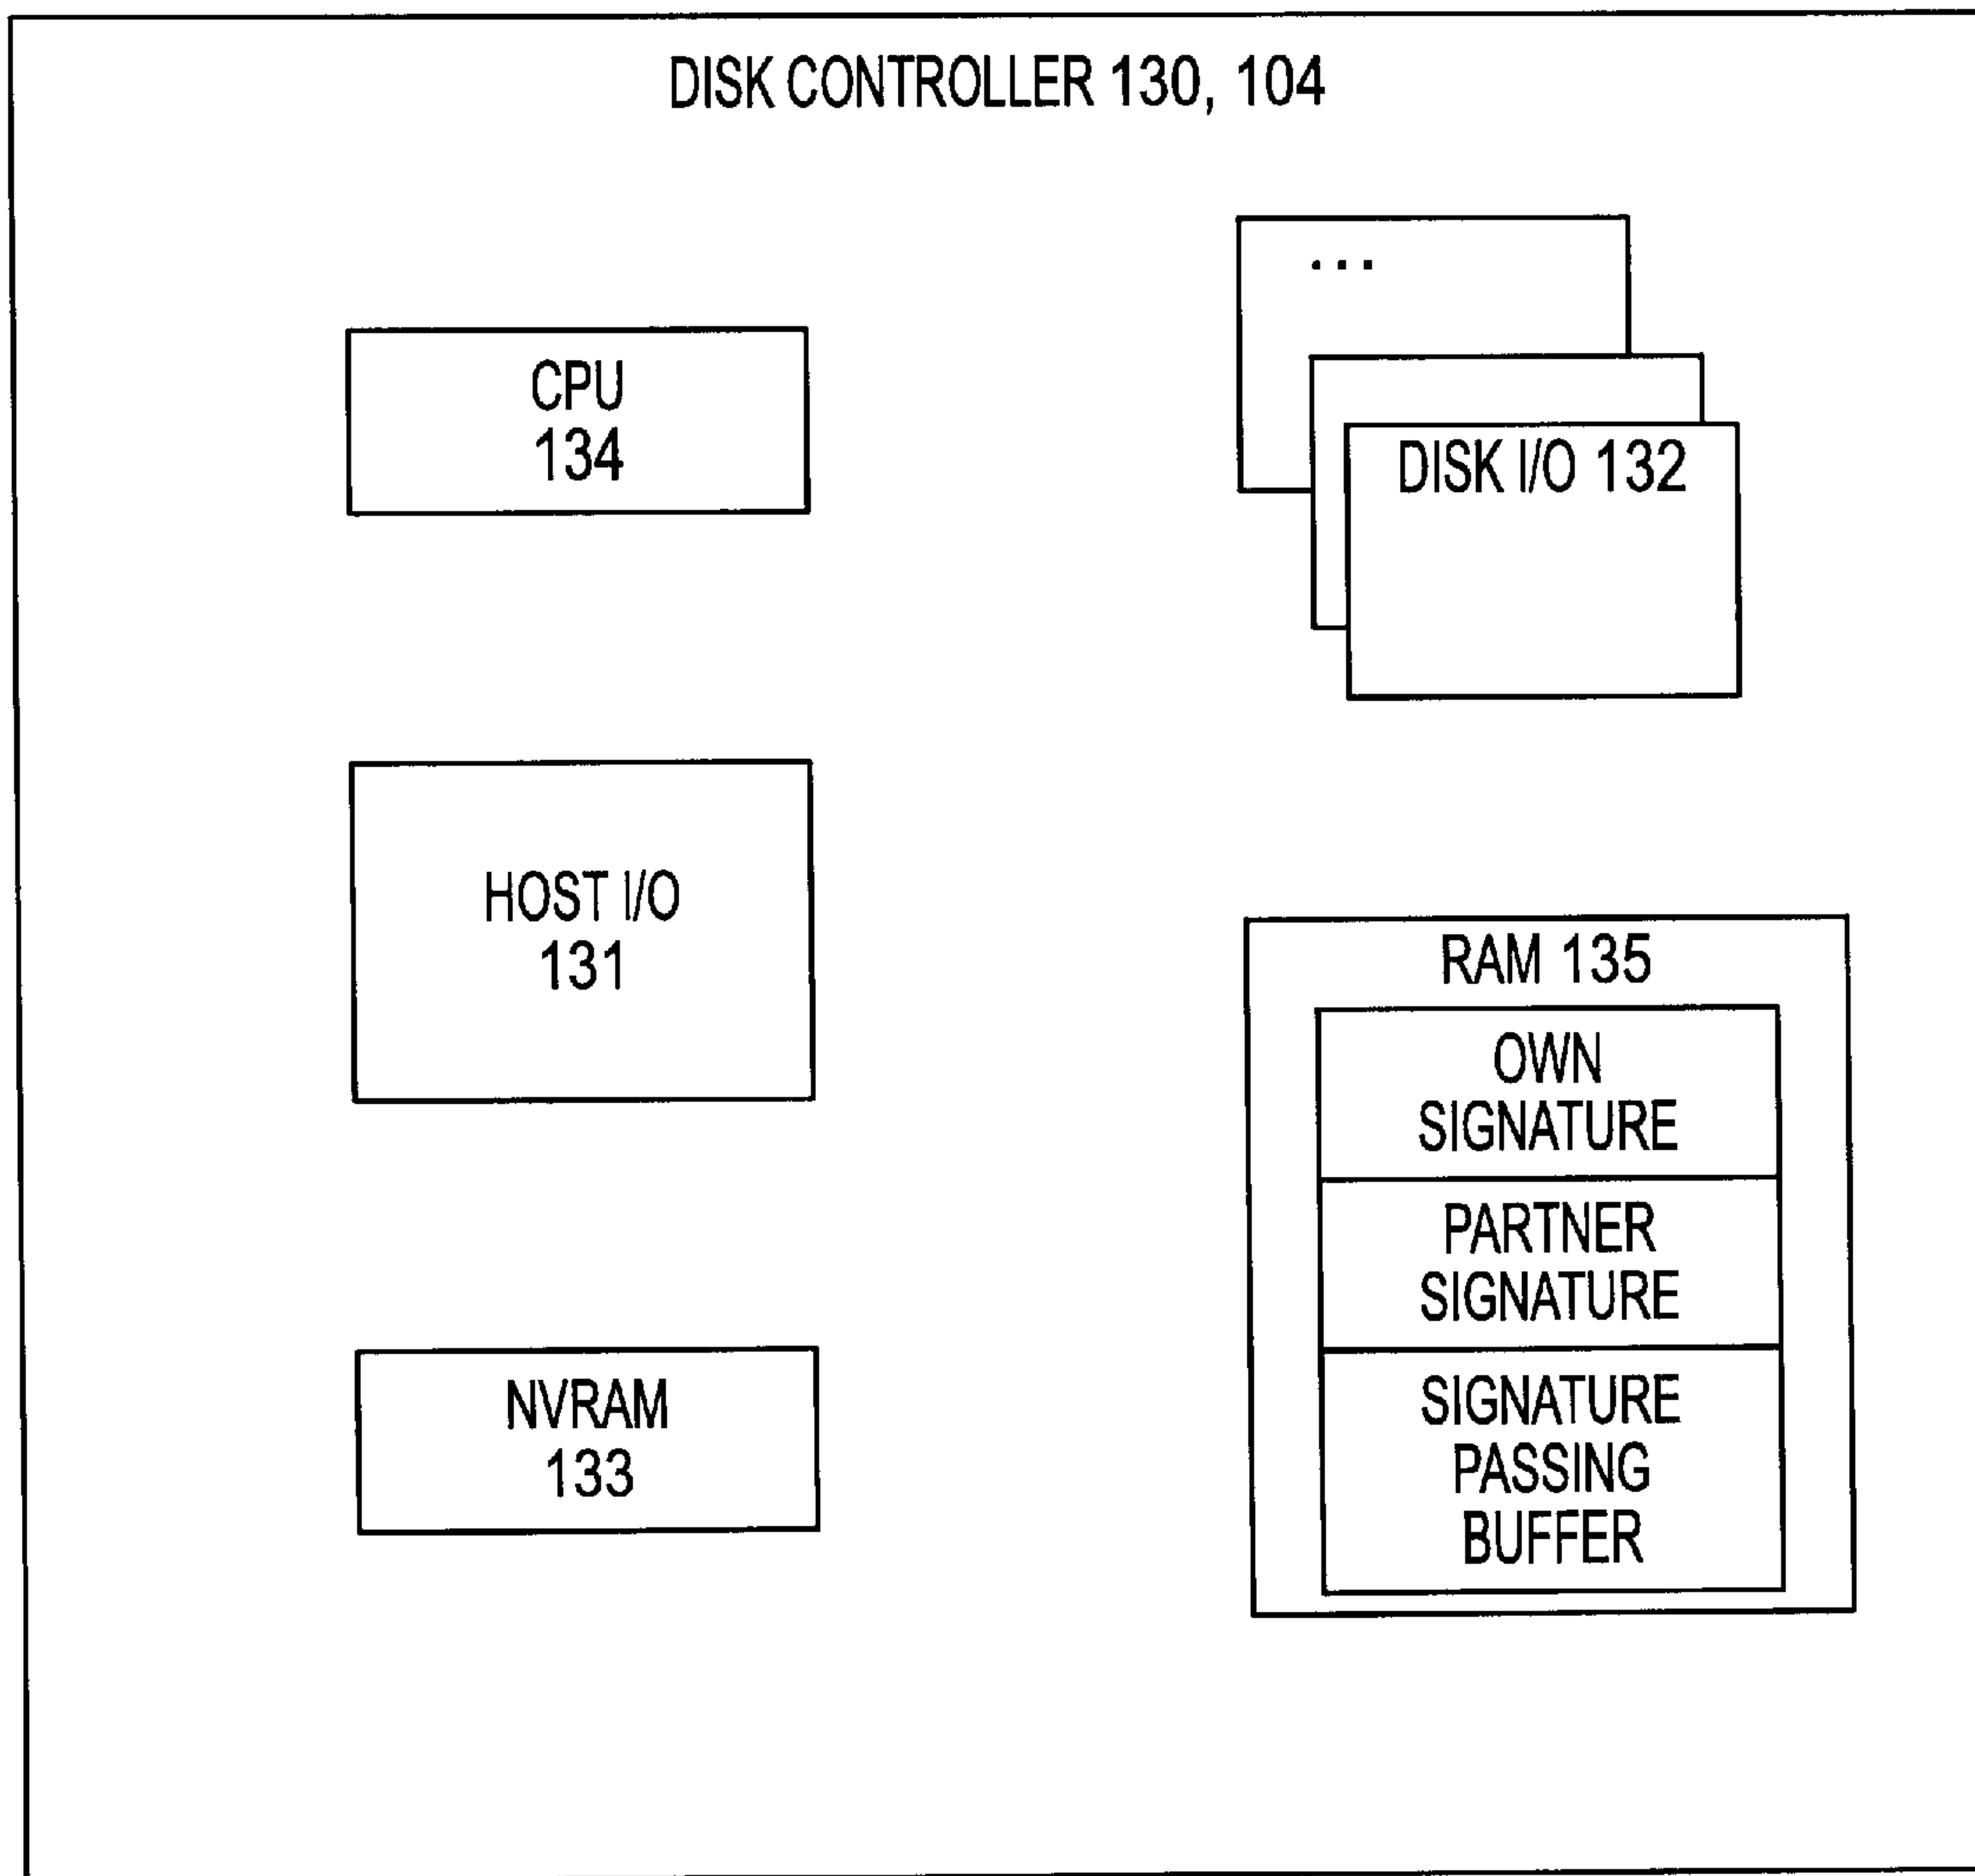 DISK CONTROLLER 130, 104
...
CPU
134
DISK I/O 132
HOST I/O
131
RAM 135
OWN
SIGNATURE
PARTNER
SIGNATURE
SIGNATURE
PASSING
BUFFER
NVRAM
133